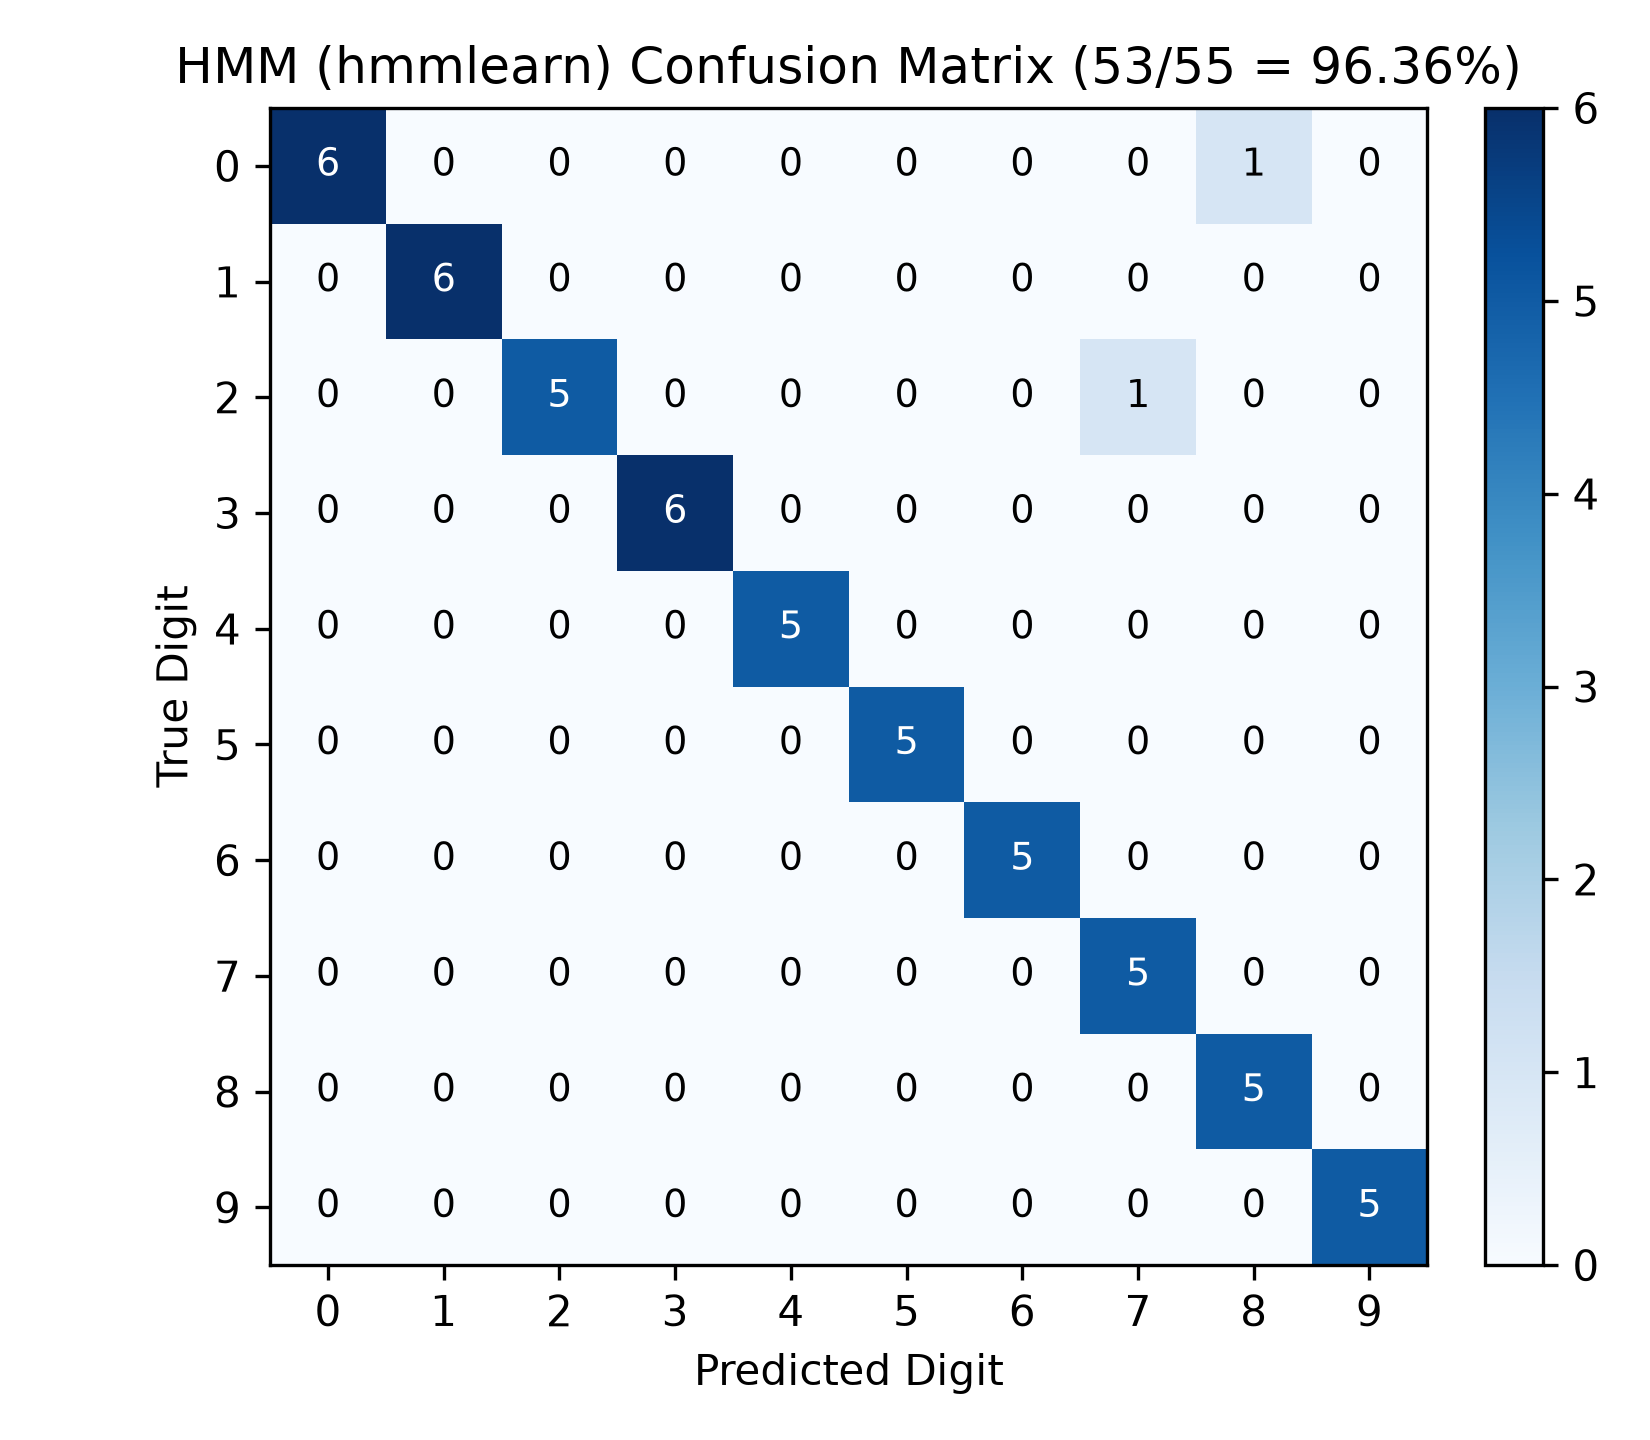 HMM (hmmlearn) Confusion Matrix (53/55 = 96.36%)
0 6 0 0 0 0 0 0 0 1 0
1 0 6 0 0 0 0 0 0 0 0
2 0 0 5 0 0 0 0 1 0 0
3 0 0 0 6 0 0 0 0 0 0
4 0 0 0 0 5 0 0 0 0 0
5 0 0 0 0 0 5 0 0 0 0
6 0 0 0 0 0 0 5 0 0 0
7 0 0 0 0 0 0 0 5 0 0
8 0 0 0 0 0 0 0 0 5 0
9 0 0 0 0 0 0 0 0 0 5
0 1 2 3 4 5 6 7 8 9
Predicted Digit
True Digit
6
5
4
3
2
1
0